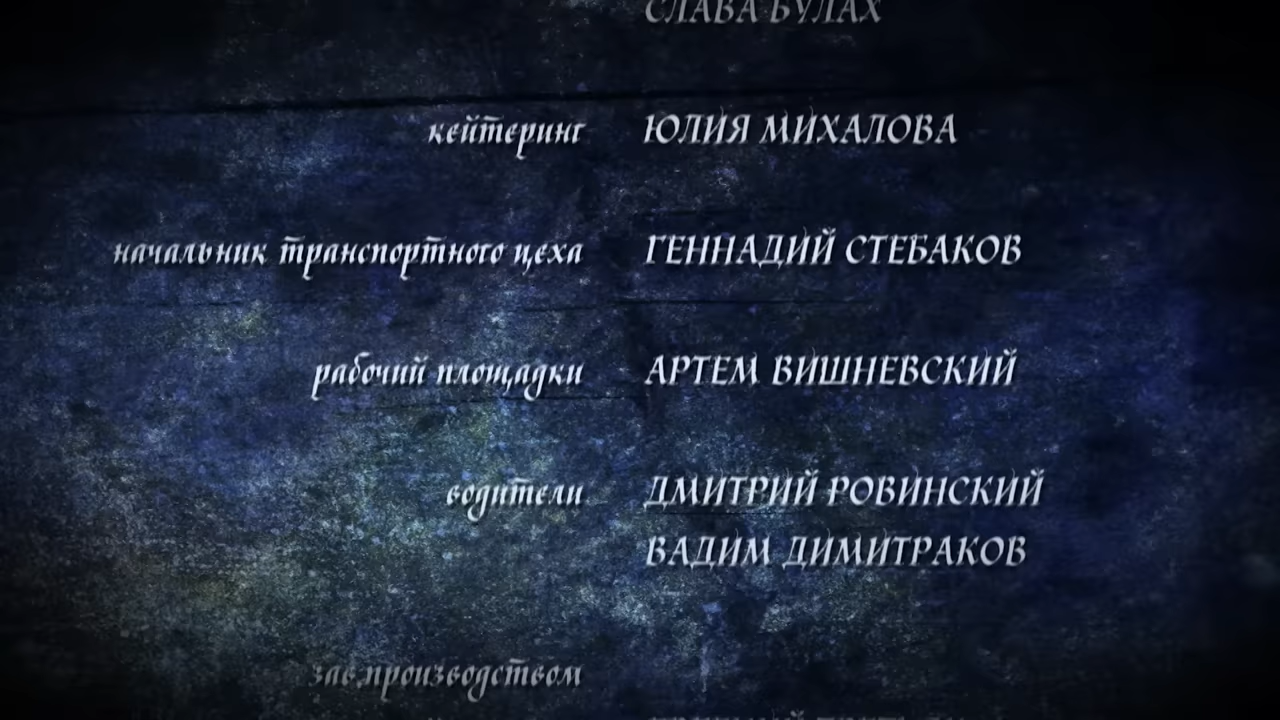 СЛАВА БУЛАХ
кейтеринг ЮЛИЯ МИХАЛОВА
начальник транспортного цеха ГЕННАДИЙ СТЕБАКОВ
рабочий площадки АРТЕМ ВИШНЕВСКИЙ
водители ДМИТРИЙ РОВИНСКИЙ
ВАДИМ ДИМИТРАКОВ
зав.производством